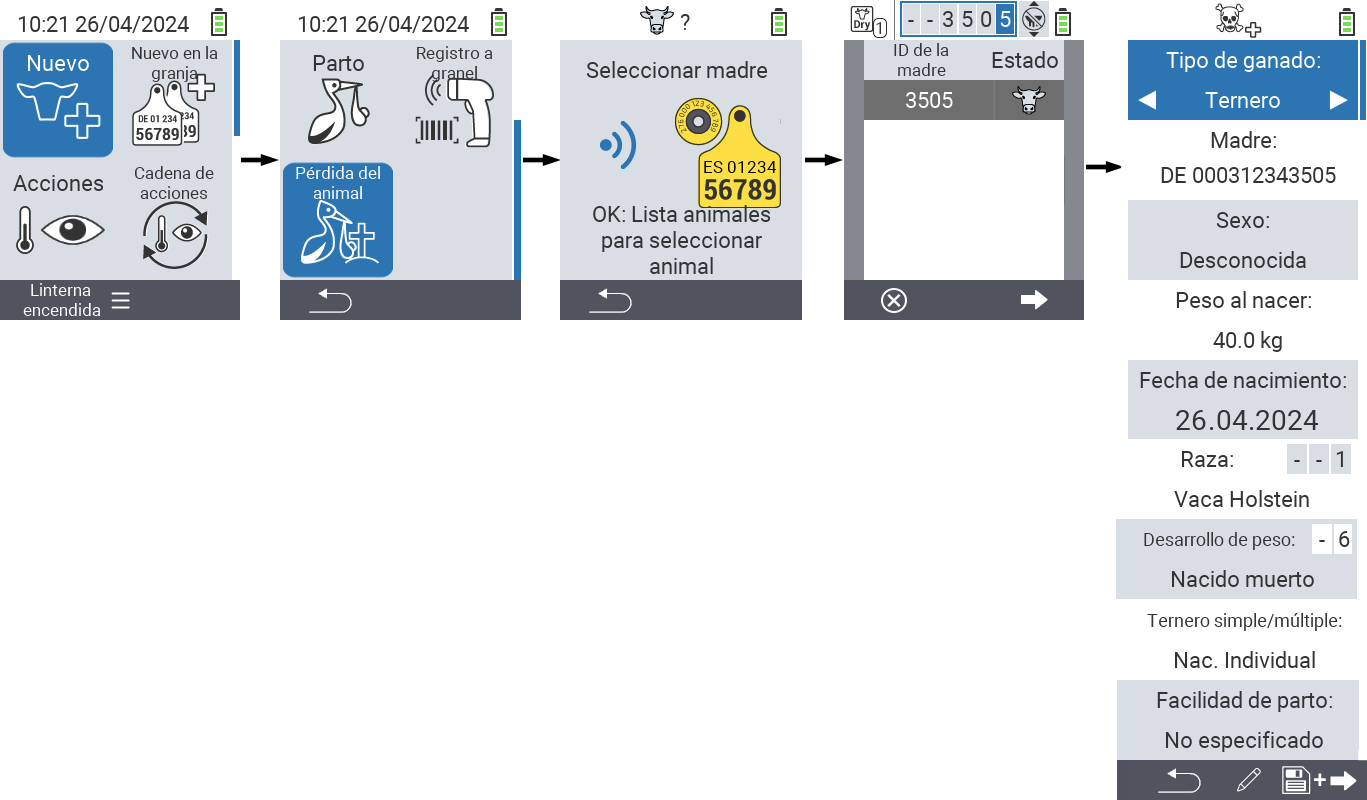 10:21 26/04/2024
Nuevo
Nuevo en la
granja
DE 01 234
56789
234
89
Acciones
Cadena de
acciones
Linterna
encendida
10:21 26/04/2024
Parto
Registro a
granel
Pérdida del
animal
?
Seleccionar madre
276 000 123 456 789
ES 01234
56789
OK: Lista animales
para seleccionar
animal
Dry 1
- - 3 5 0 5
ID de la
madre
Estado
3505
Tipo de ganado:
Ternero
Madre:
DE 000312343505
Sexo:
Desconocida
Peso al nacer:
40.0 kg
Fecha de nacimiento:
26.04.2024
Raza: - - 1
Vaca Holstein
Desarrollo de peso: - 6
Nacido muerto
Ternero simple/múltiple:
Nac. Individual
Facilidad de parto:
No especificado
+